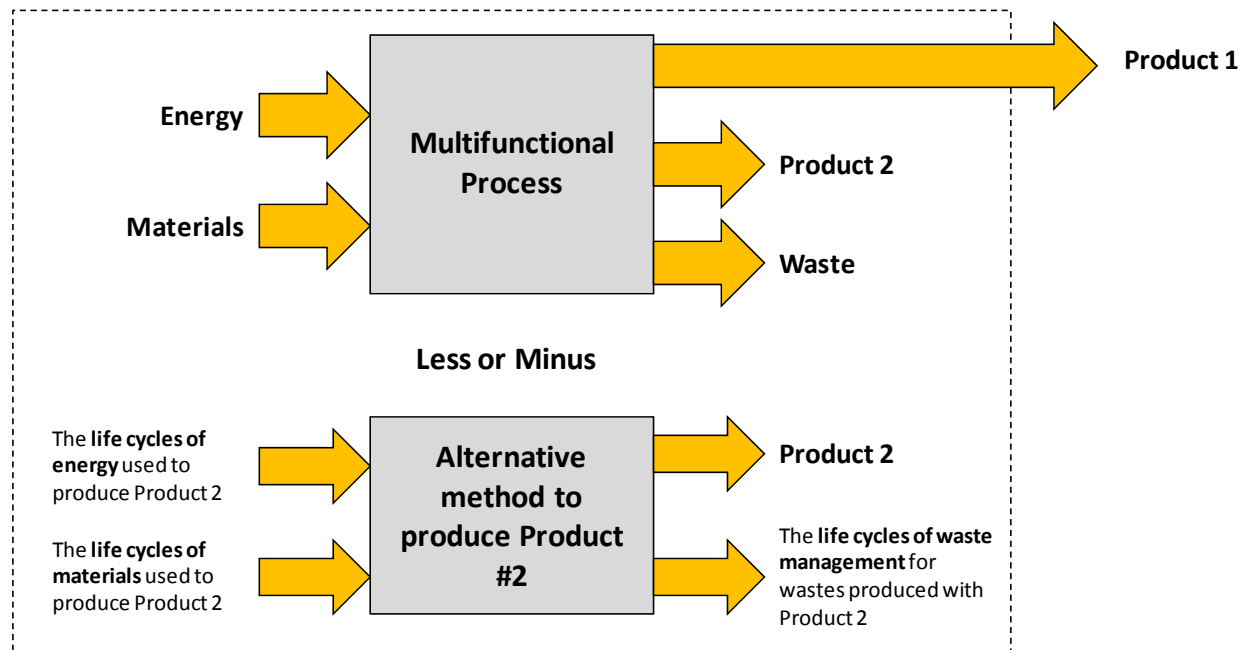 Product 1
Energy
Multifunctional
Process
Product 2
Materials
Waste
Less or Minus
The life cycles of
energy used to
produce Product 2
Alternative
method to
produce Product
#2
Product 2
The life cycles of
materials used to
produce Product 2
The life cycles of waste
management for
wastes produced with
Product 2